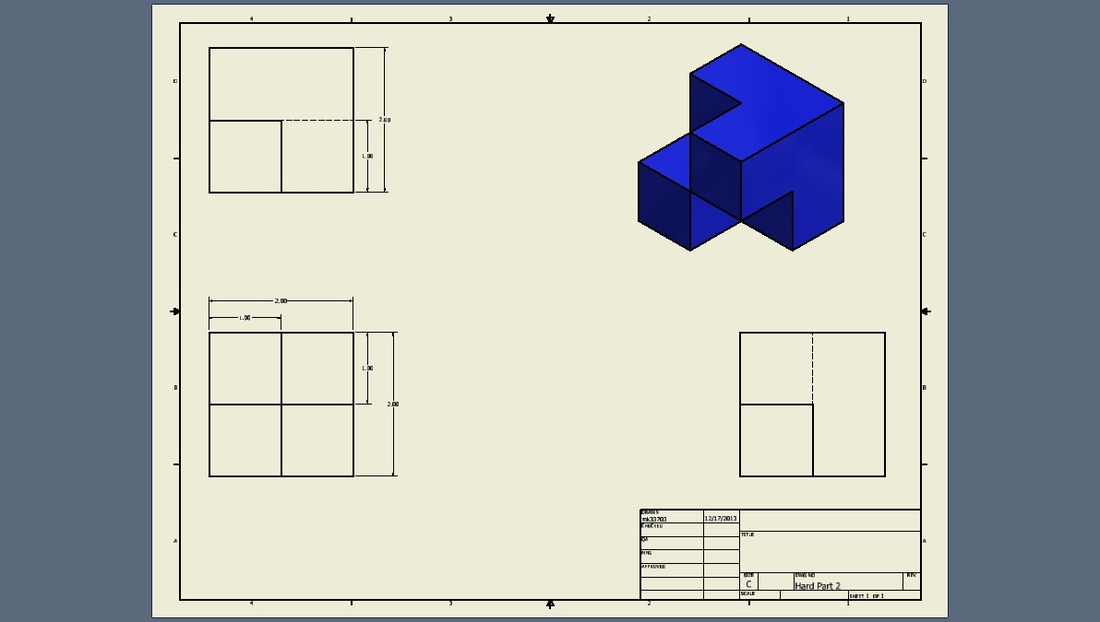 4 3 2 1
D D
2.00
1.00
C C
2.00
1.00
1.00
B B
2.00
DRAWN
mk33703 12/17/2013
CHECKED
QA TITLE
MFG
A A
APPROVED
SIZE DWG NO REV
C Hard Part 2
SCALE SHEET 1 OF 1
4 3 2 1